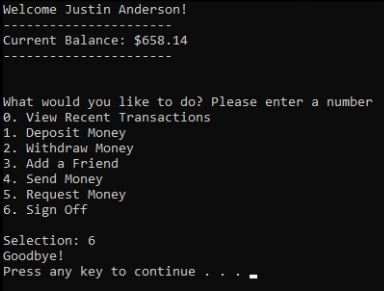 Welcome Justin Anderson!
----------------------
Current Balance: $658.14
----------------------
What would you like to do? Please enter a number
0. View Recent Transactions
1. Deposit Money
2. Withdraw Money
3. Add a Friend
4. Send Money
5. Request Money
6. Sign Off
Selection: 6
Goodbye!
Press any key to continue . . .